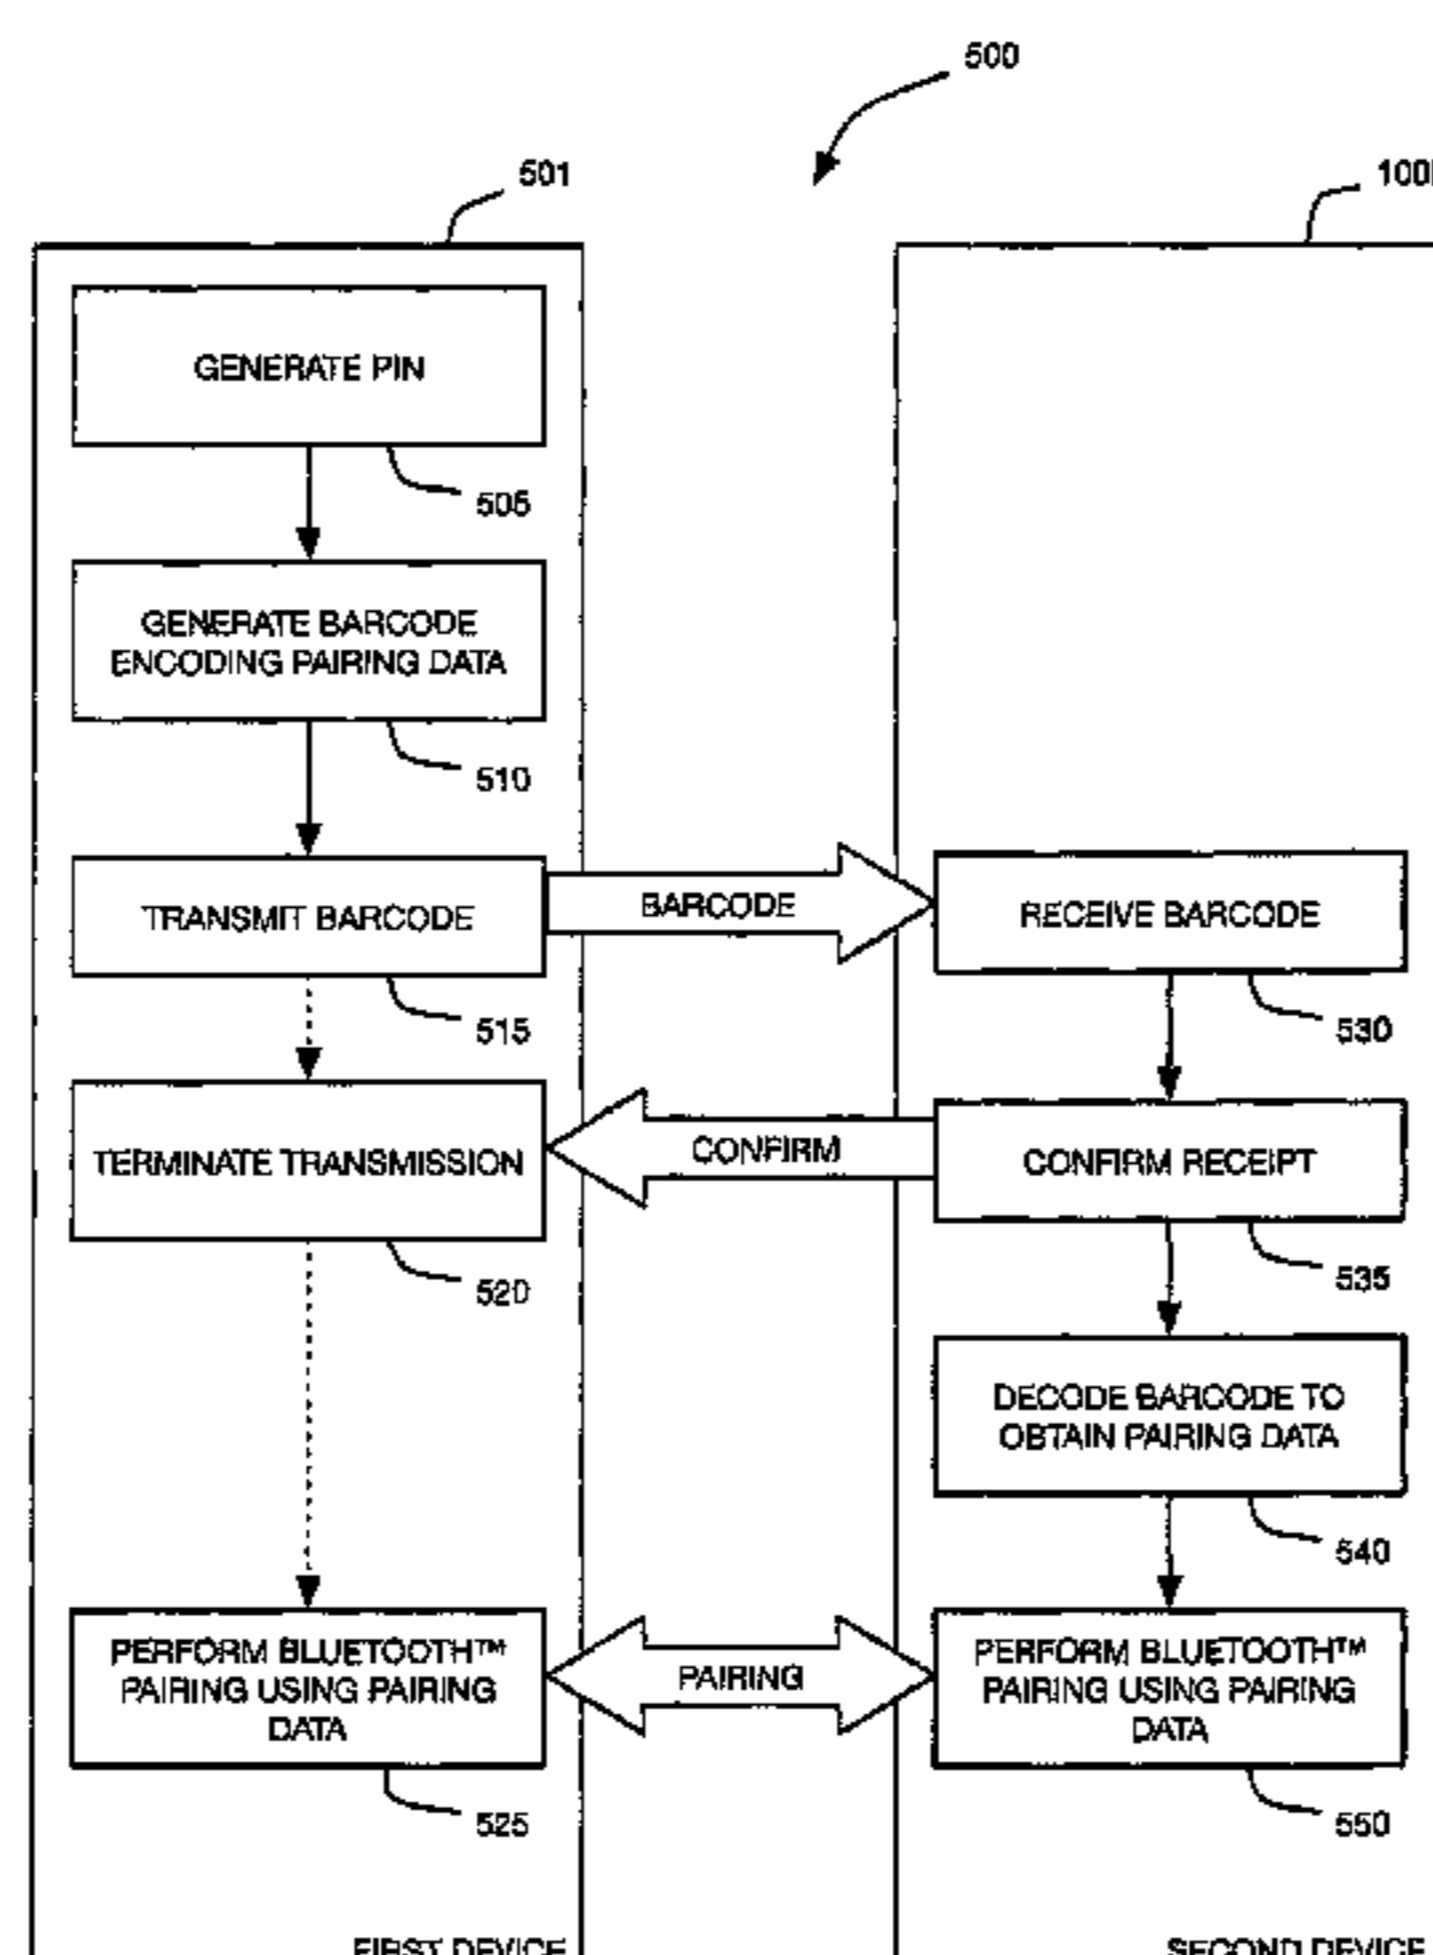 500
501
100
GENERATE PIN
505
GENERATE BARCODE
ENCODING PAIRING DATA
510
TRANSMIT BARCODE
BARCODE
RECEIVE BARCODE
515
530
TERMINATE TRANSMISSION
CONFIRM
CONFIRM RECEIPT
520
535
DECODE BARCODE TO
OBTAIN PAIRING DATA
540
PERFORM BLUETOOTH™
PAIRING USING PAIRING
DATA
PAIRING
PERFORM BLUETOOTH™
PAIRING USING PAIRING
DATA
525
550
FIRST DEVICE
SECOND DEVICE